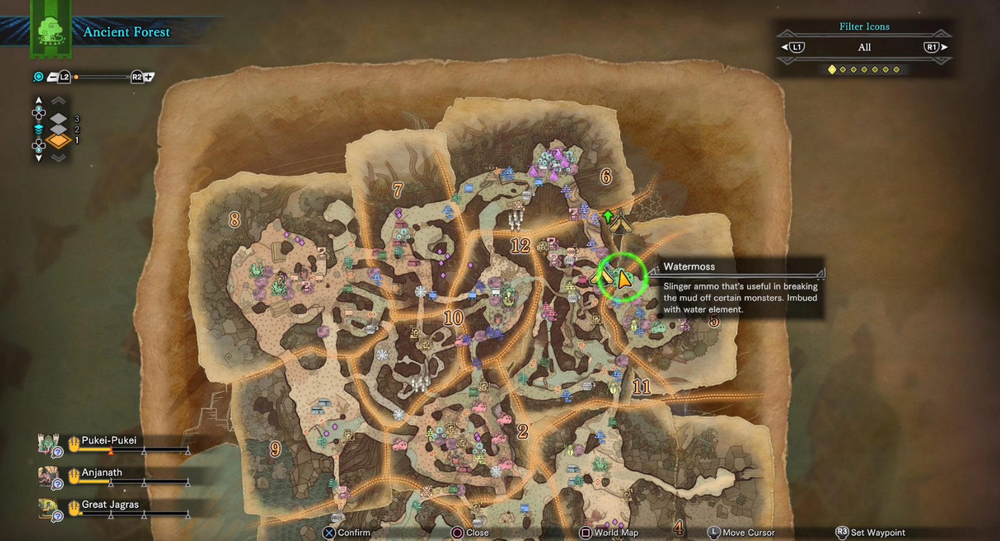 Ancient Forest
Filter Icons
L1 All R1
L2 R2
3
2
1
6
7
8
12
Watermoss
Slinger ammo that's useful in breaking
the mud off certain monsters. Imbued
with water element.
10
5
11
2
9
4
Pukei-Pukei
Anjanath
Great Jagras
Confirm
Close
World Map
L Move Cursor
R3 Set Waypoint